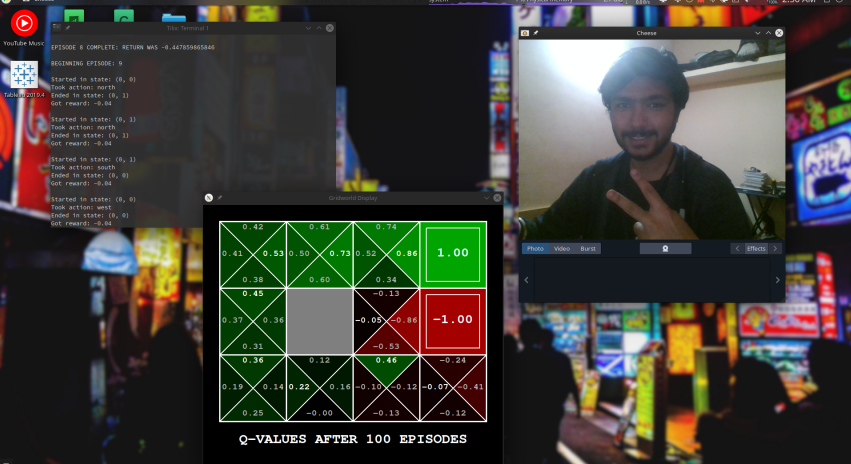 YouTube Music
Tableau 2019.4
Tilix: Terminal 1
EPISODE 8 COMPLETE: RETURN WAS -0.447859865846
BEGINNING EPISODE: 9
Started in state: (0, 0)
Took action: north
Ended in state: (0, 1)
Got reward: -0.04
Started in state: (0, 1)
Took action: north
Ended in state: (0, 1)
Got reward: -0.04
Started in state: (0, 1)
Took action: south
Ended in state: (0, 0)
Got reward: -0.04
Started in state: (0, 0)
Took action: west
Ended in state: (0, 0)
Got reward: -0.04
Cheese
Photo Video Burst
Effects
Gridworld Display
0.42 0.61 0.74
0.41 0.53 0.50 0.73 0.52 0.86 1.00
0.38 0.60 0.34
0.45 -0.13
0.37 0.36 -0.05 -0.86 -1.00
0.31 -0.53
0.36 0.12 0.46 -0.24
0.19 0.14 0.22 0.16 -0.10 -0.12 -0.07 -0.41
0.25 -0.00 -0.13 -0.12
Q-VALUES AFTER 100 EPISODES